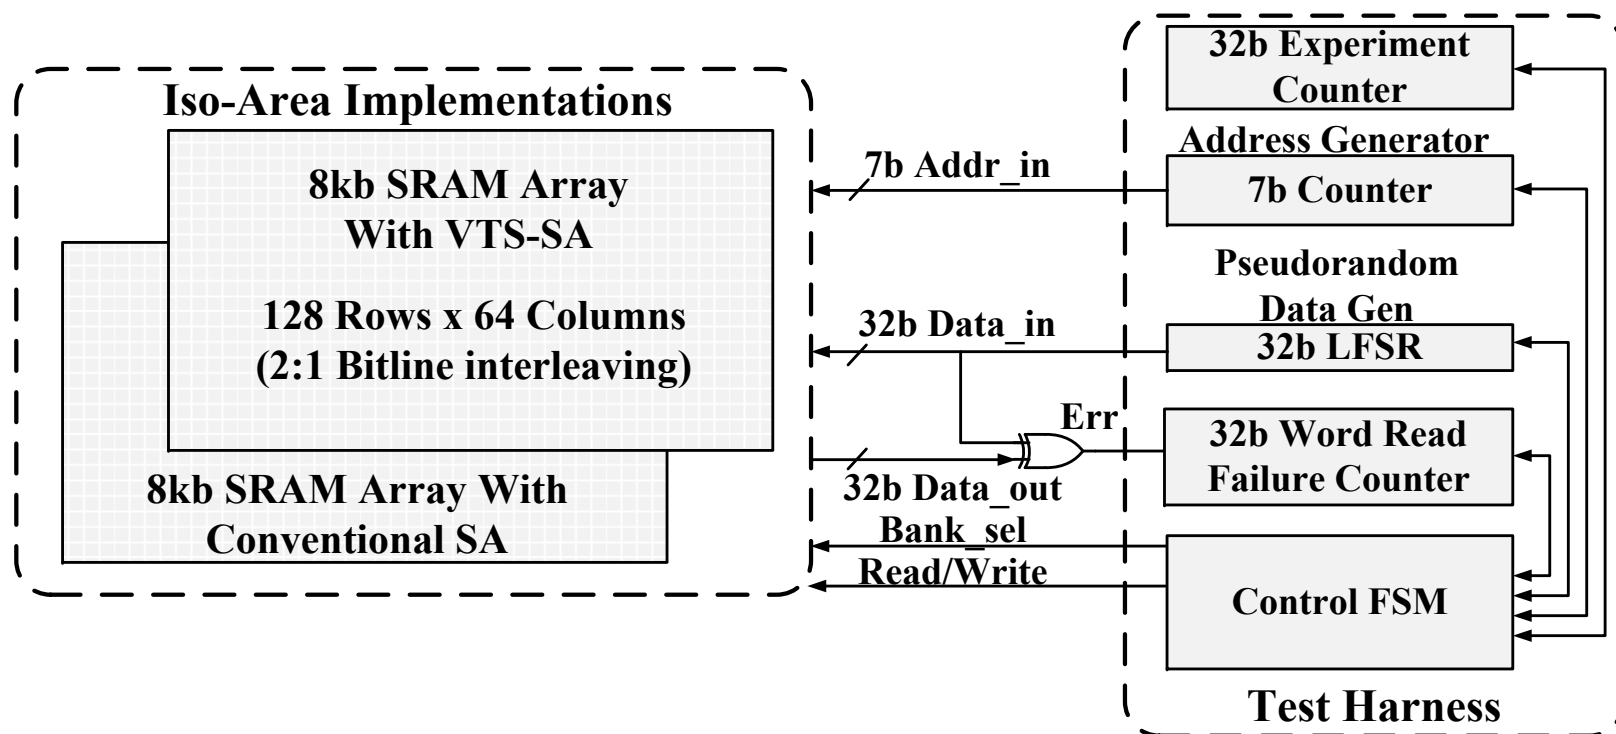 Iso-Area Implementations
8kb SRAM Array
With VTS-SA
128 Rows x 64 Columns
(2:1 Bitline interleaving)
8kb SRAM Array With
Conventional SA
7b Addr_in
32b Data_in
Err
32b Data_out
Bank_sel
Read/Write
32b Experiment
Counter
Address Generator
7b Counter
Pseudorandom
Data Gen
32b LFSR
32b Word Read
Failure Counter
Control FSM
Test Harness